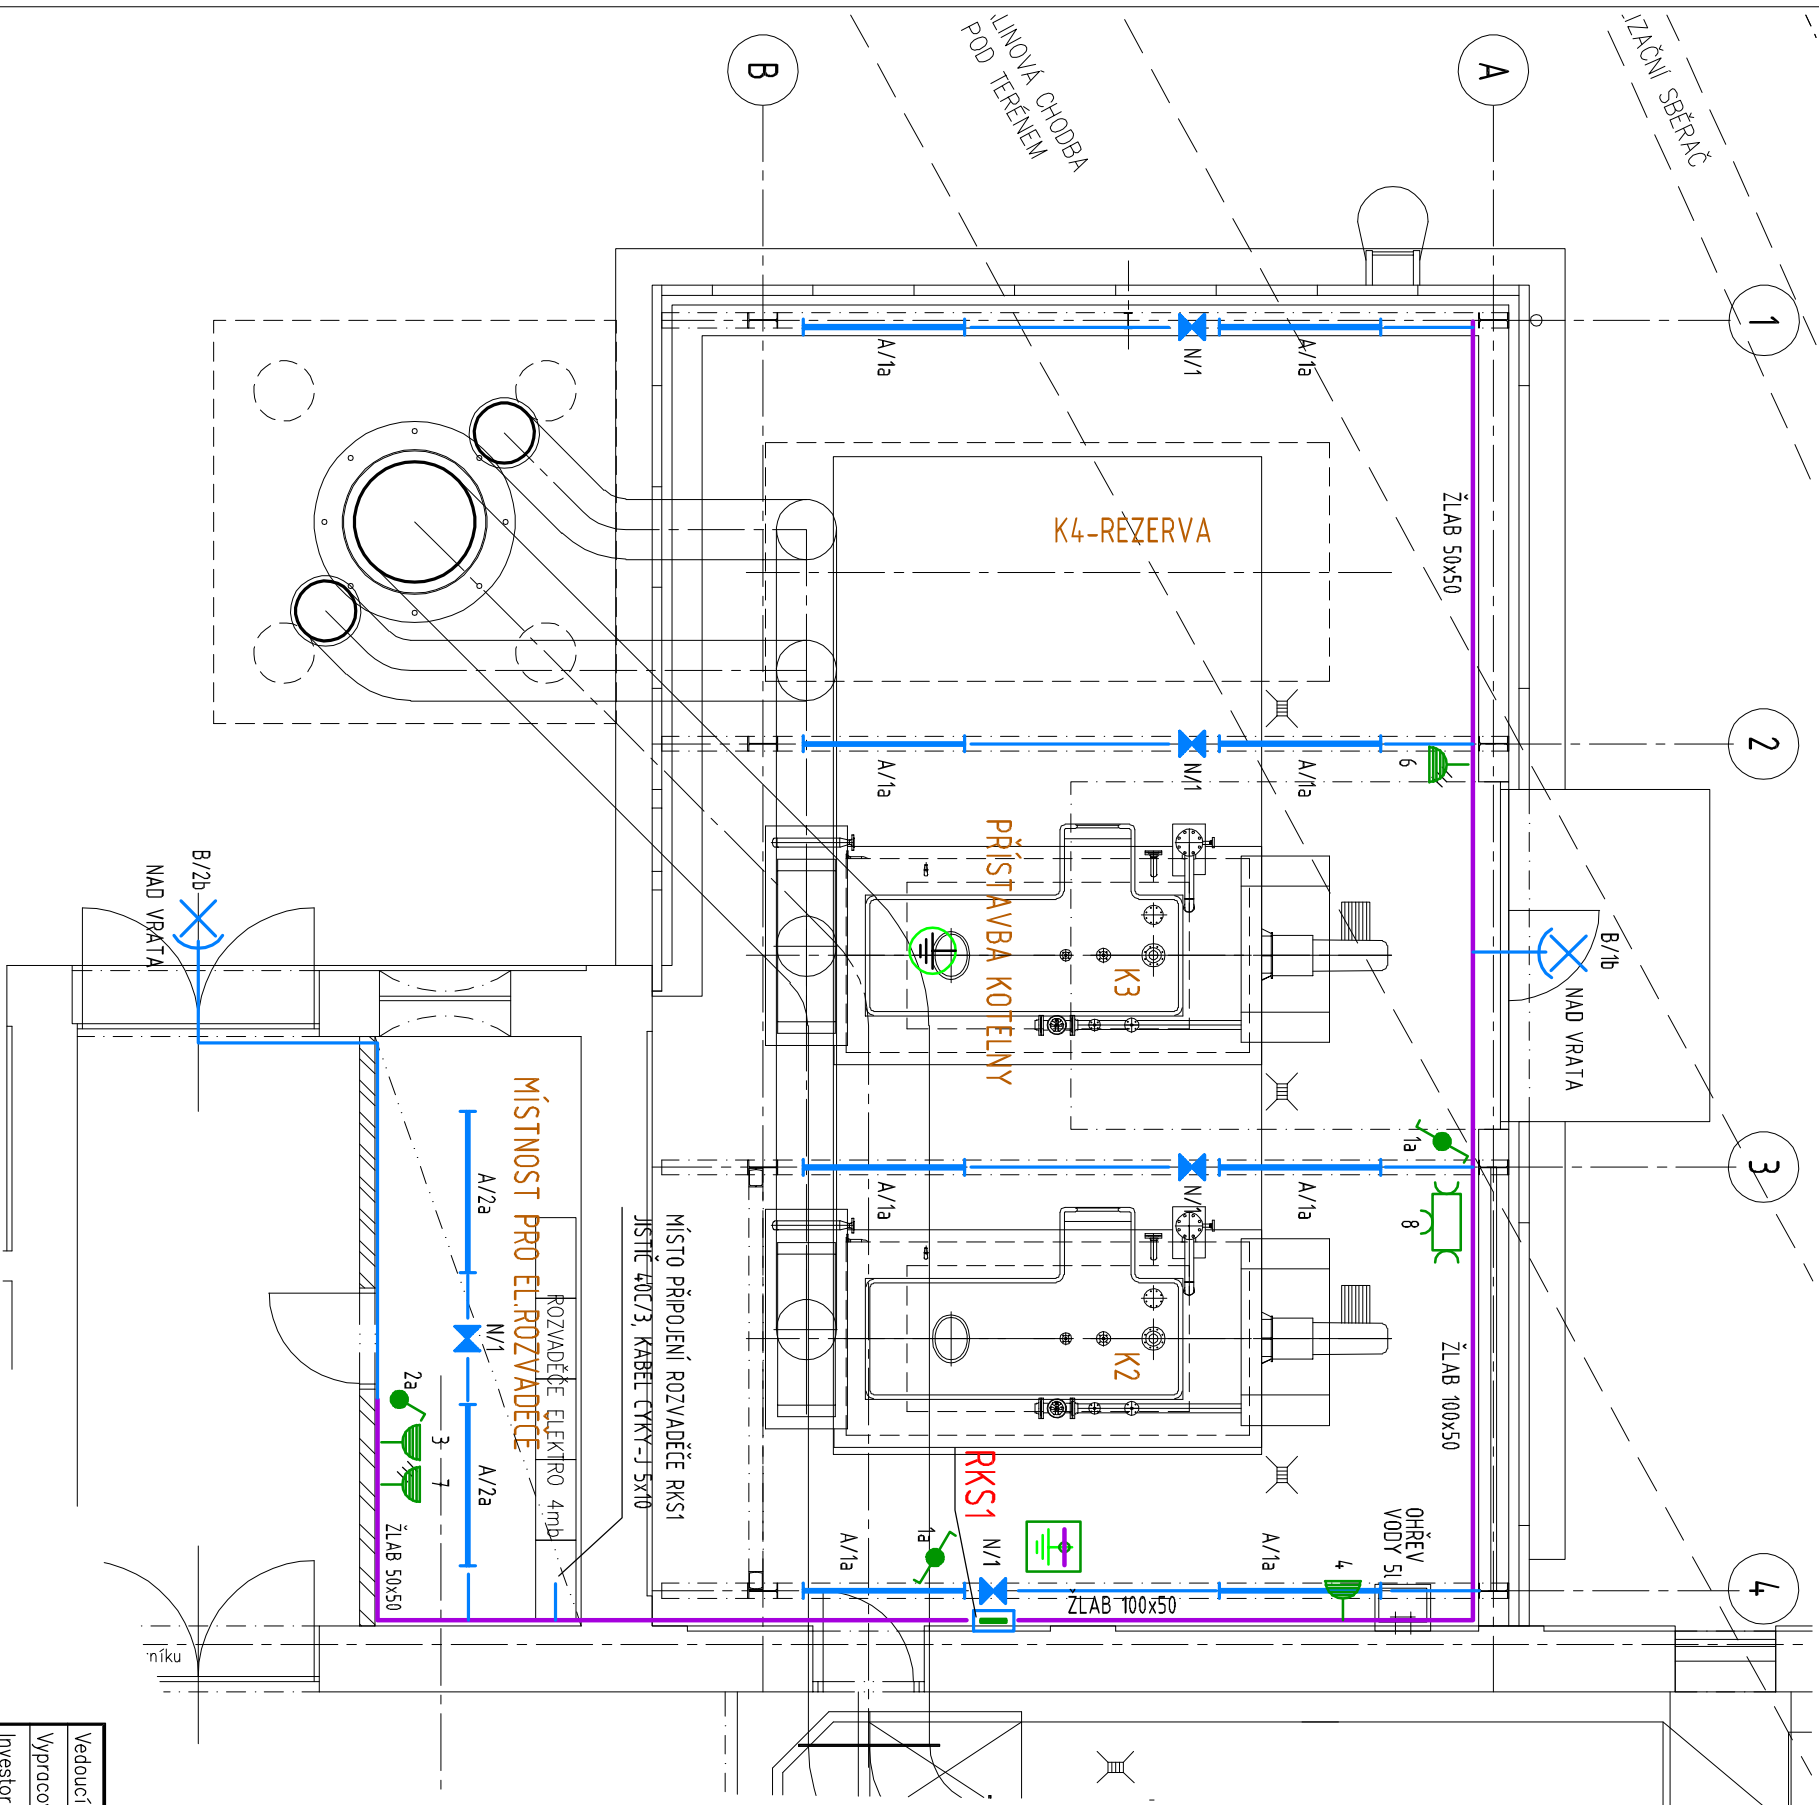 LINOVÁ CHODBA
POD TERÉNEM
IZAČNÍ SBĚRAČ
B
A
1
2
3
4
A/1a
N/1
A/1a
ŽLAB 50x50
K4-REZERVA
A/1a
N/1
A/1a
6
PŘÍSTAVBA KOTELNY
K3
B/1b
NAD VRATA
B/2b
NAD VRATA
1a
8
A/1a
N/1
A/1a
ŽLAB 100x50
K2
MÍSTNOST PRO EL.ROZVADĚČE
A/2a
N/1
A/2a
ROZVADĚČE ELEKTRO 4mb
MÍSTO PŘIPOJENÍ ROZVADĚČE RKS1
JISTIČ 40C/3, KABEL CYKY-J 5x10
2a
3
7
ŽLAB 50x50
RKS1
A/1a
1a
N/1
A/1a
4
OHŘEV
VODY 5l
ŽLAB 100x50
níku
Vedoucí
Vypraco
Investor